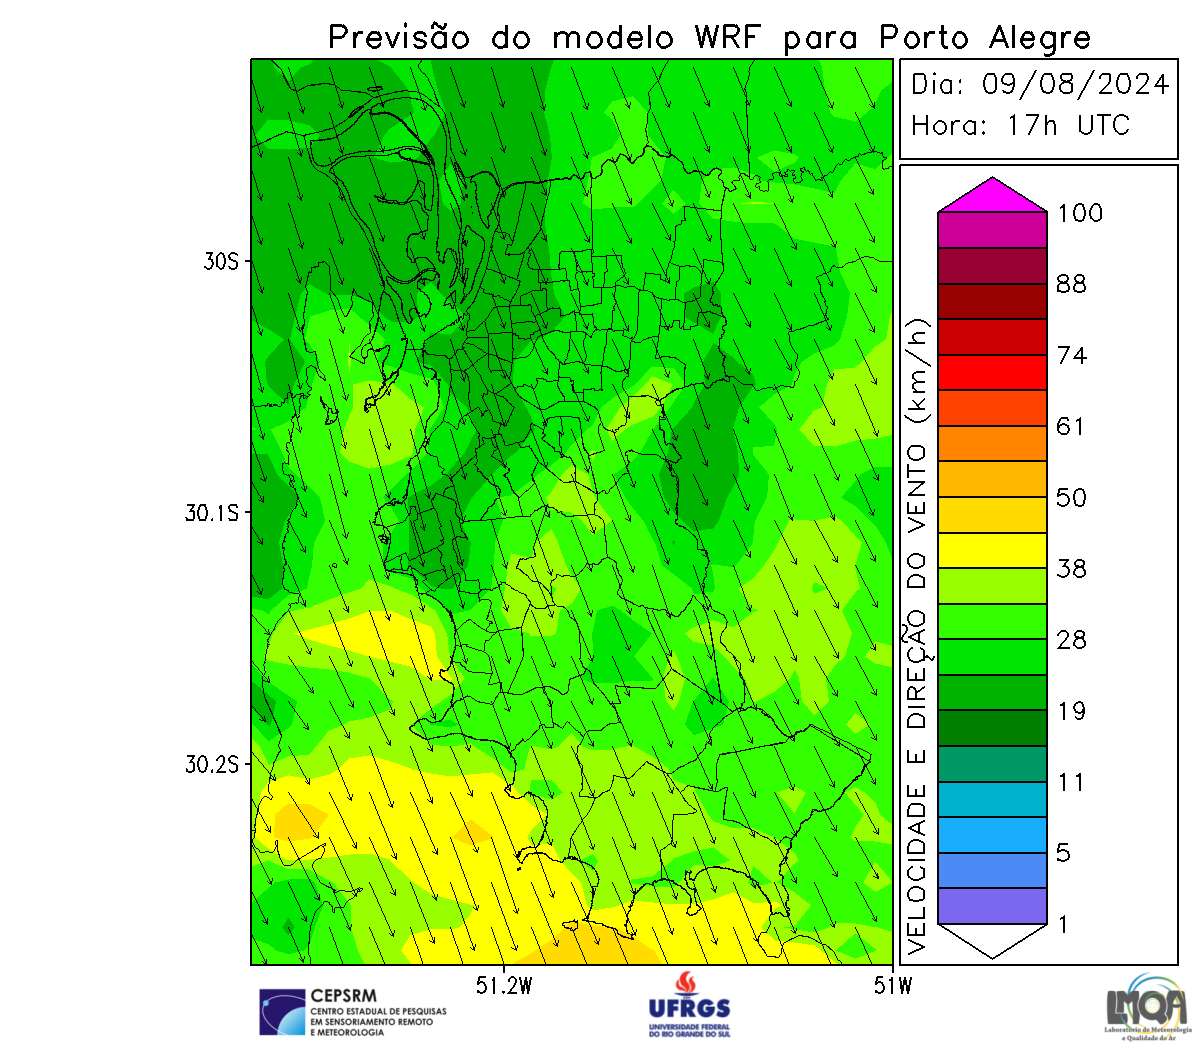 Previsão do modelo WRF para Porto Alegre
Dia: 09/08/2024
Hora: 17h UTC
30S
30.1S
30.2S
51.2W
51W
VELOCIDADE E DIREÇÃO DO VENTO (km/h)
100
88
74
61
50
38
28
19
11
5
1
CEPSRM
CENTRO ESTADUAL DE PESQUISAS
EM SENSORIAMENTO REMOTO
E METEOROLOGIA
UFRGS
UNIVERSIDADE FEDERAL
DO RIO GRANDE DO SUL
LMQA
Laboratório de Meteorologia
e Qualidade do Ar